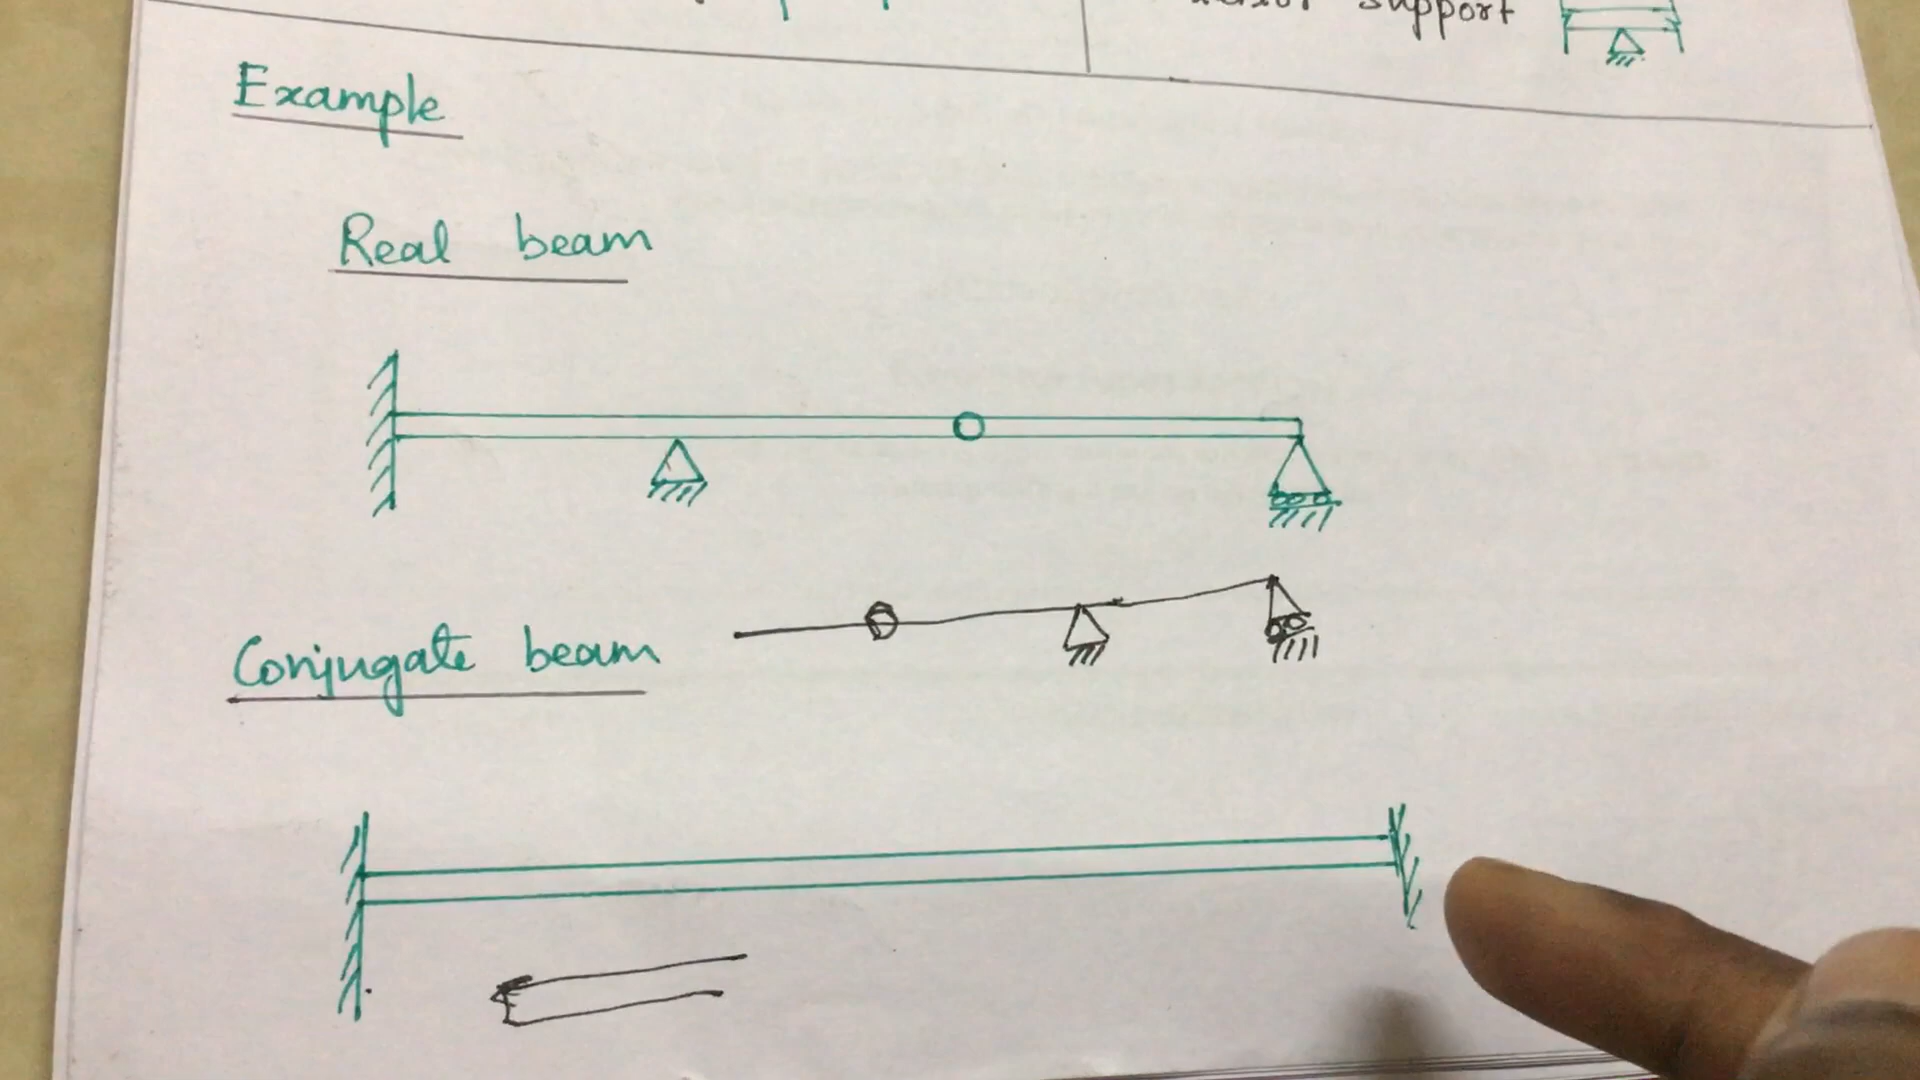 support
Example
Real beam
Conjugate beam